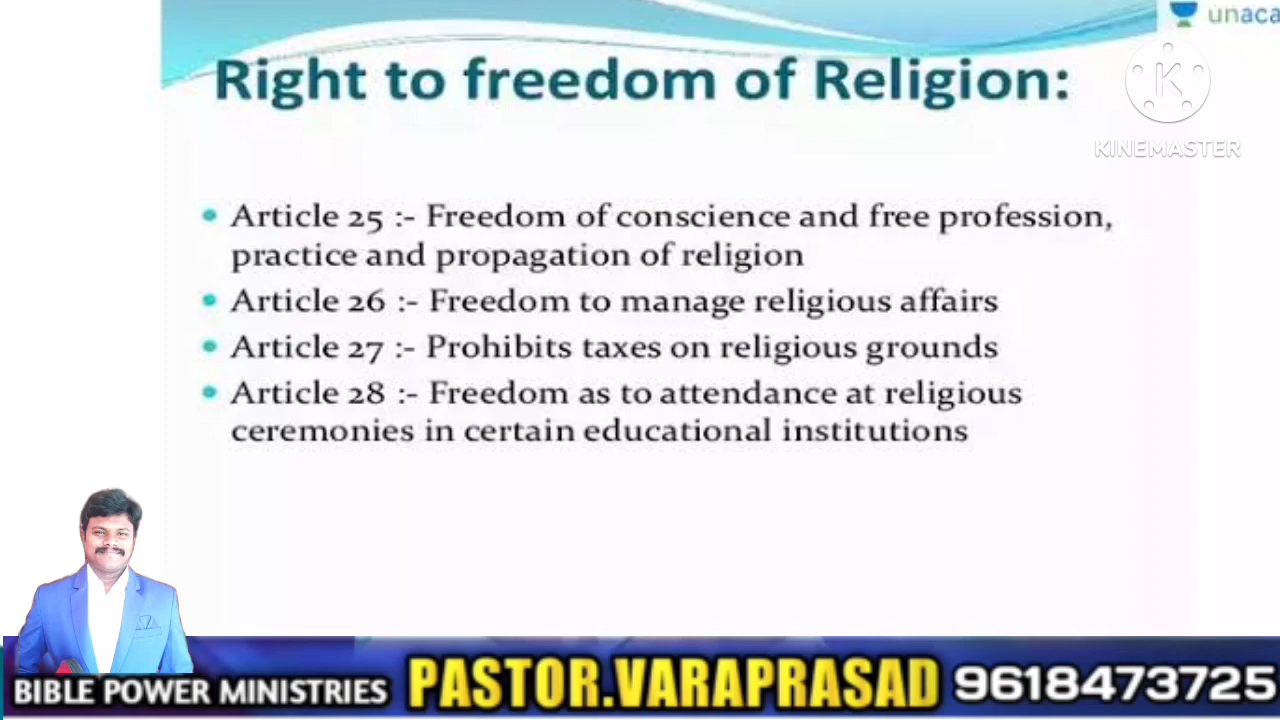 unaca
Right to freedom of Religion:
K
KINEMASTER
• Article 25 :- Freedom of conscience and free profession,
practice and propagation of religion
• Article 26 :- Freedom to manage religious affairs
• Article 27 :- Prohibits taxes on religious grounds
• Article 28 :- Freedom as to attendance at religious
ceremonies in certain educational institutions
BIBLE POWER MINISTRIES PASTOR.VARAPRASAD 9618473725